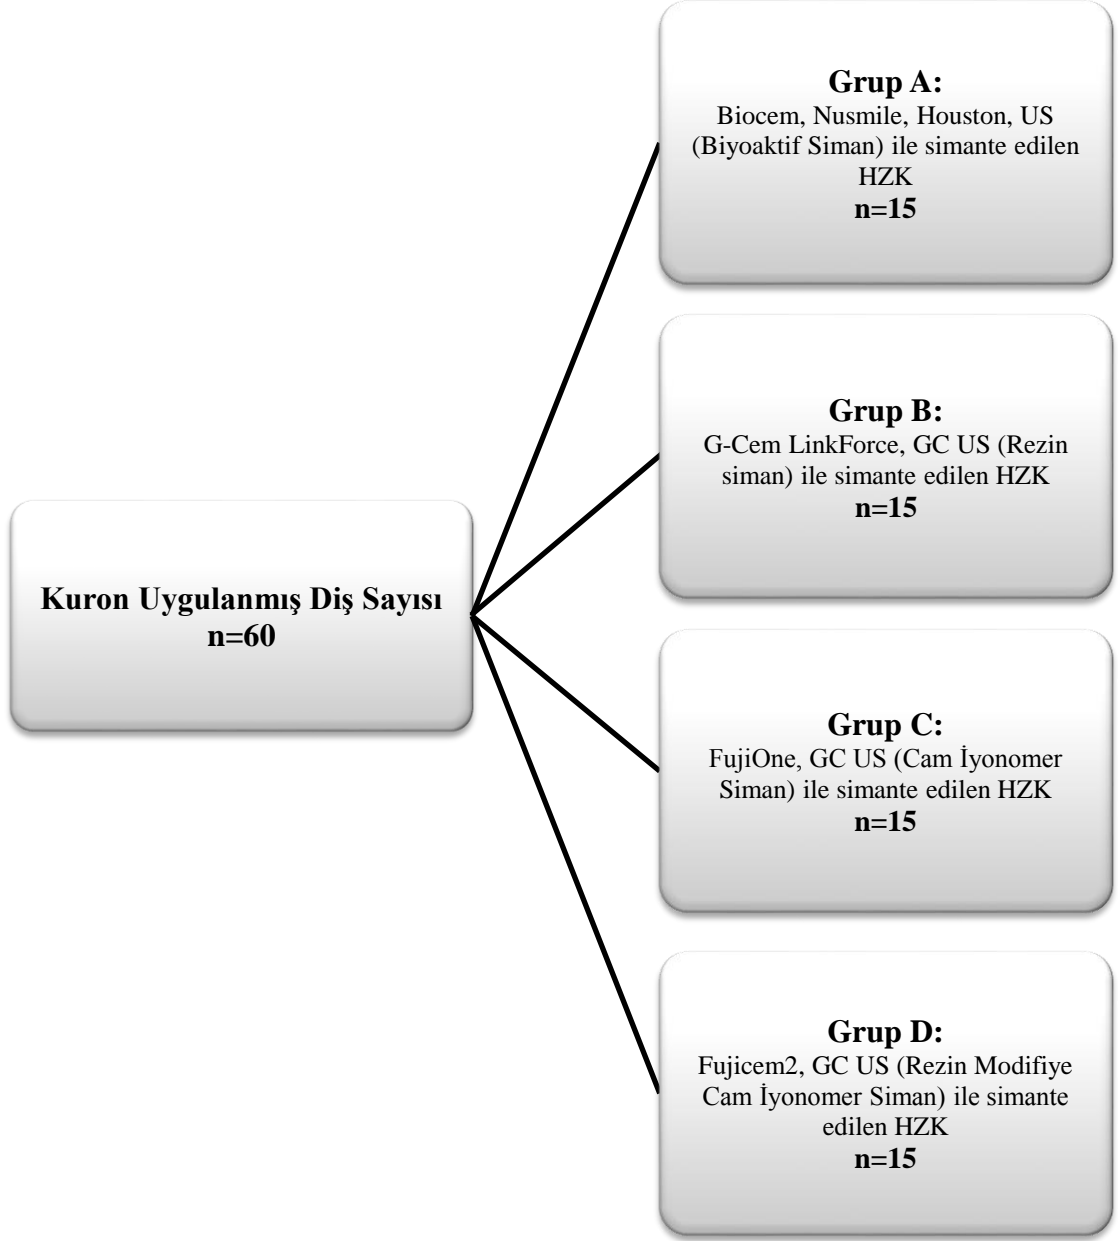 Grup A:
Biocem, Nusmile, Houston, US
(Biyoaktif Siman) ile simante edilen
HZK
n=15
Grup B:
G-Cem LinkForce, GC US (Rezin
siman) ile simante edilen HZK
n=15
Kuron Uygulanmış Diş Sayısı
n=60
Grup C:
FujiOne, GC US (Cam İyonomer
Siman) ile simante edilen HZK
n=15
Grup D:
Fujicem2, GC US (Rezin Modifiye
Cam İyonomer Siman) ile simante
edilen HZK
n=15